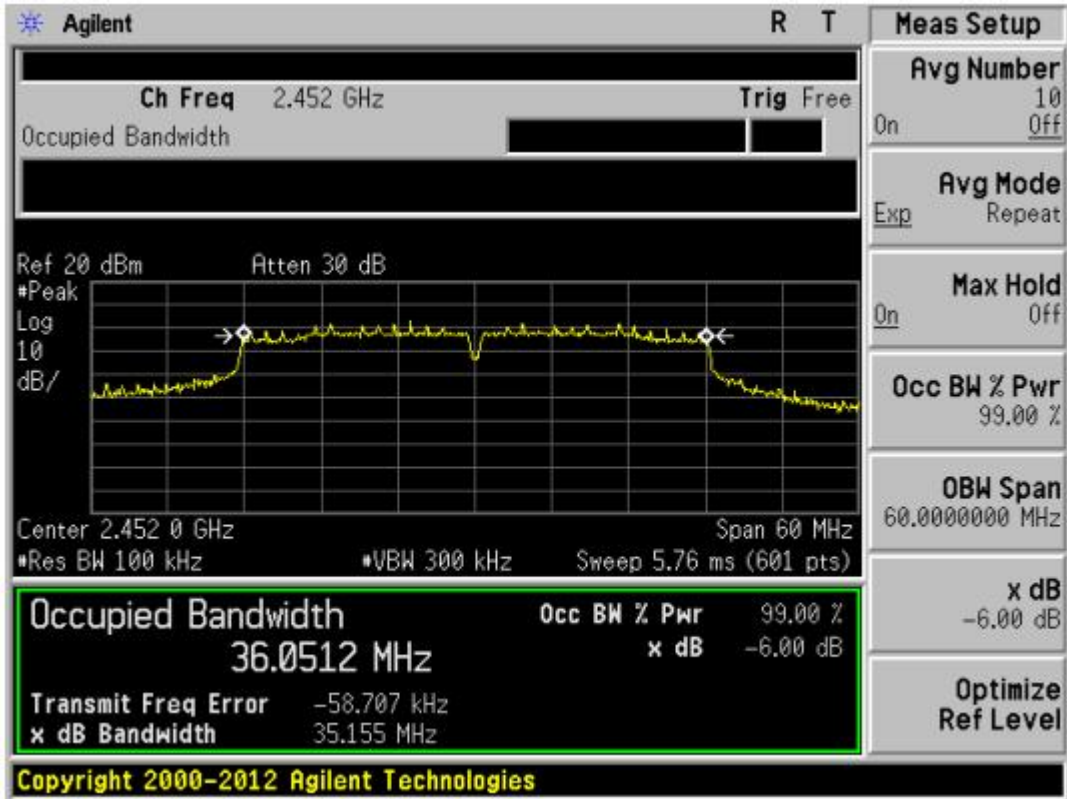 Agilent R T
Ch Freq 2.452 GHz Trig Free
Occupied Bandwidth
Ref 20 dBm Atten 30 dB
#Peak
Log
10
dB/
Center 2.452 0 GHz Span 60 MHz
#Res BW 100 kHz #VBW 300 kHz Sweep 5.76 ms (601 pts)
Occupied Bandwidth Occ BW % Pwr 99.00 %
36.0512 MHz x dB -6.00 dB
Transmit Freq Error -58.707 kHz
x dB Bandwidth 35.155 MHz
Copyright 2000-2012 Agilent Technologies
Meas Setup
Avg Number
10
On Off
Avg Mode
Exp Repeat
Max Hold
On Off
Occ BW % Pwr
99.00 %
OBW Span
60.0000000 MHz
x dB
-6.00 dB
Optimize
Ref Level